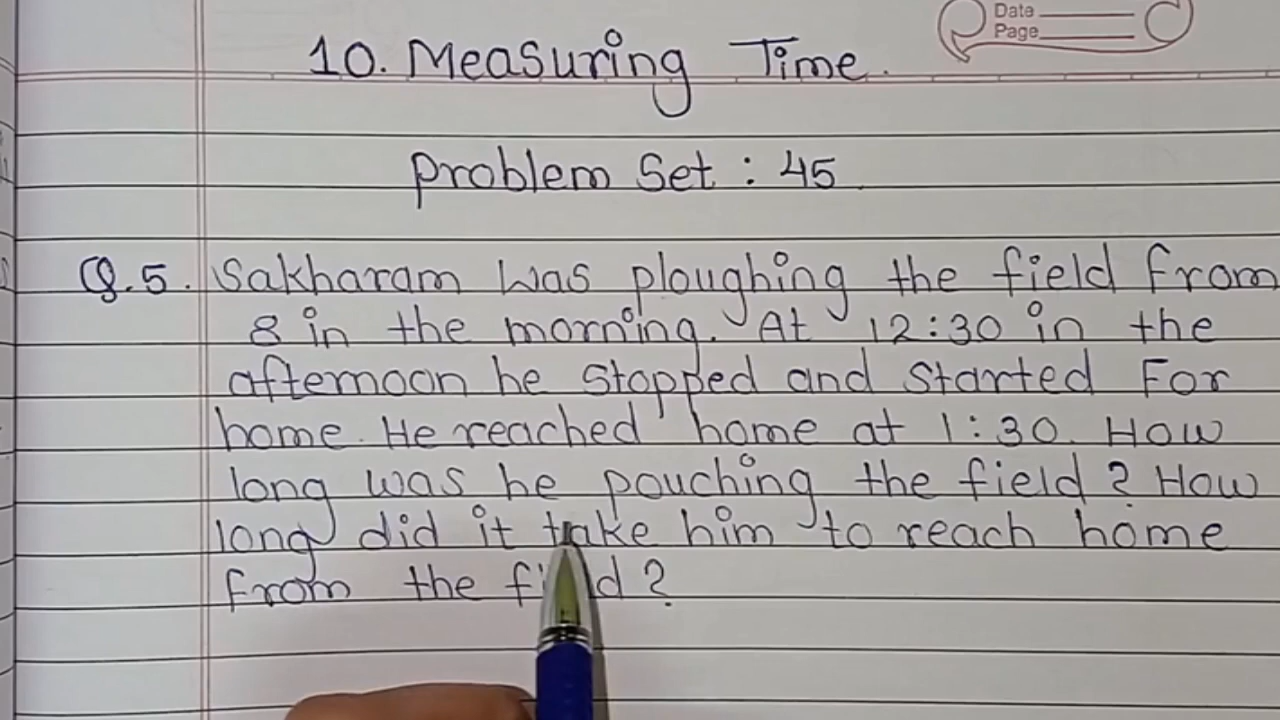 Date
Page
10. Measuring Time.
Problem Set : 45
Q.5. Sakharam was ploughing the field from
8 in the morning. At 12:30 in the
afternoon he stopped and started For
home. He reached home at 1:30. How
long was he pouching the field? How
long did it take him to reach home
from the field?